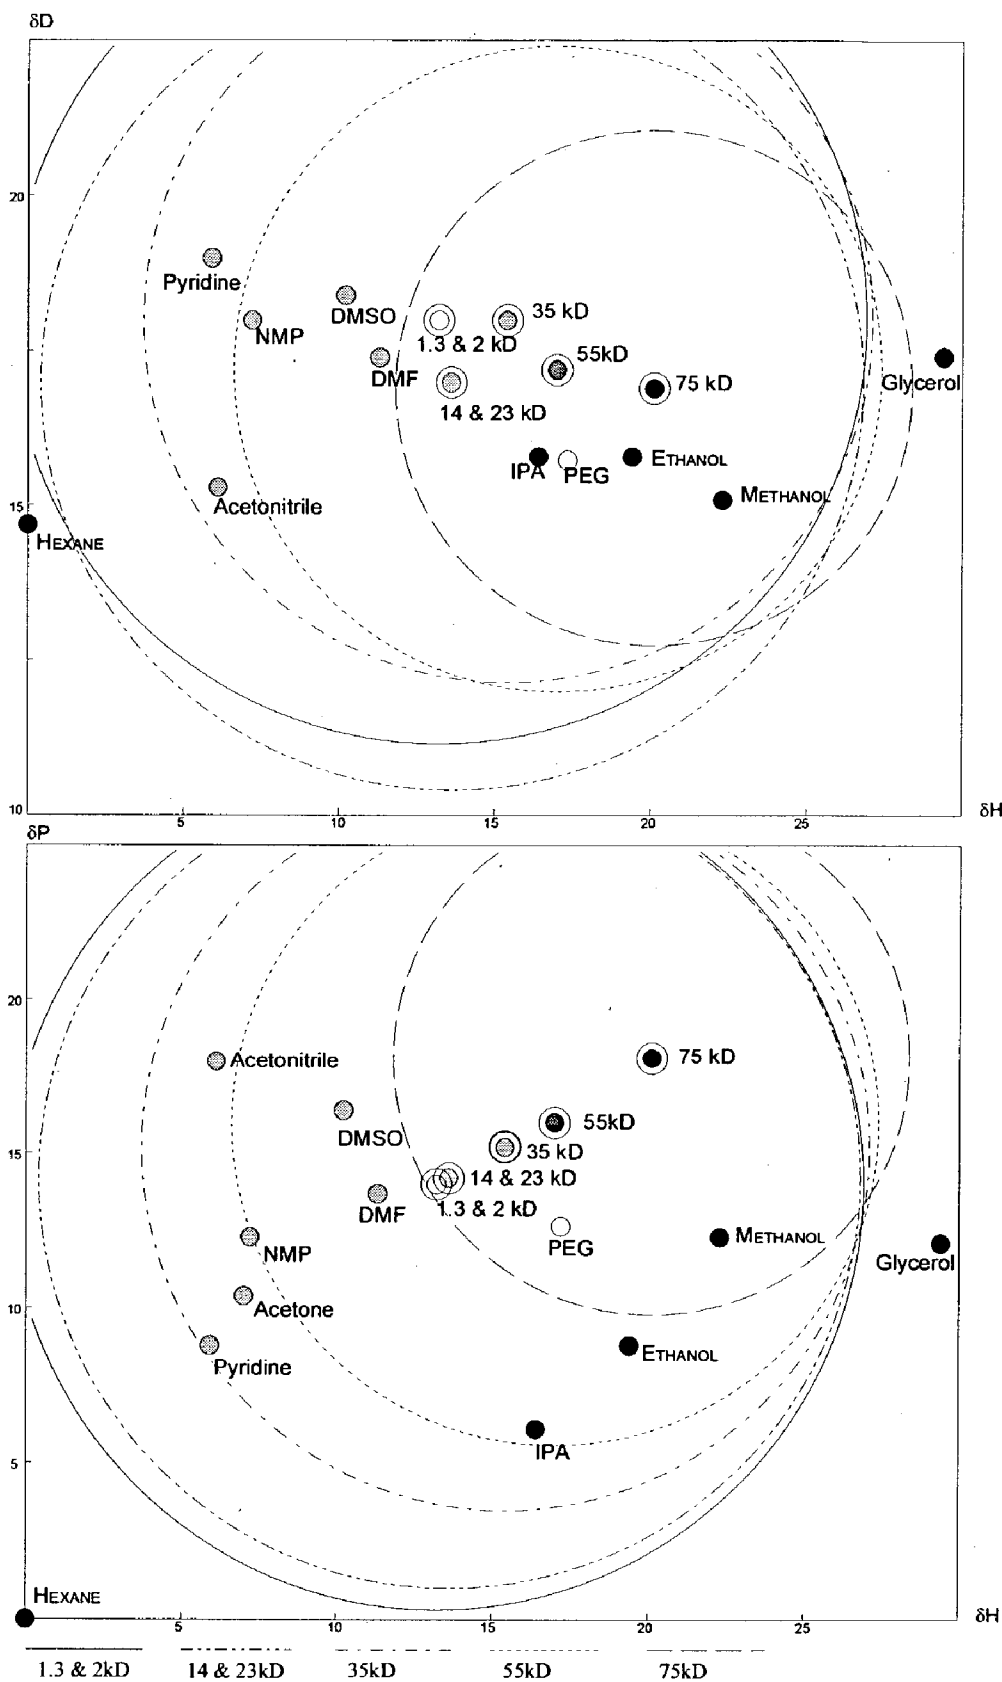 δD
20
Pyridine
NMP
DMSO
35 kD
1.3 & 2 kD
DMF
55kD
14 & 23 kD
75 kD
Glycerol
IPA
PEG
ETHANOL
METHANOL
Acetonitrile
15
HEXANE
10
5
10
15
20
25
δH
δP
20
Acetonitrile
75 kD
DMSO
55kD
15
35 kD
14 & 23 kD
1.3 & 2 kD
DMF
PEG
METHANOL
NMP
Glycerol
10
Acetone
Pyridine
ETHANOL
IPA
5
HEXANE
5
10
15
20
25
δH
1.3 & 2kD
14 & 23kD
35kD
55kD
75kD